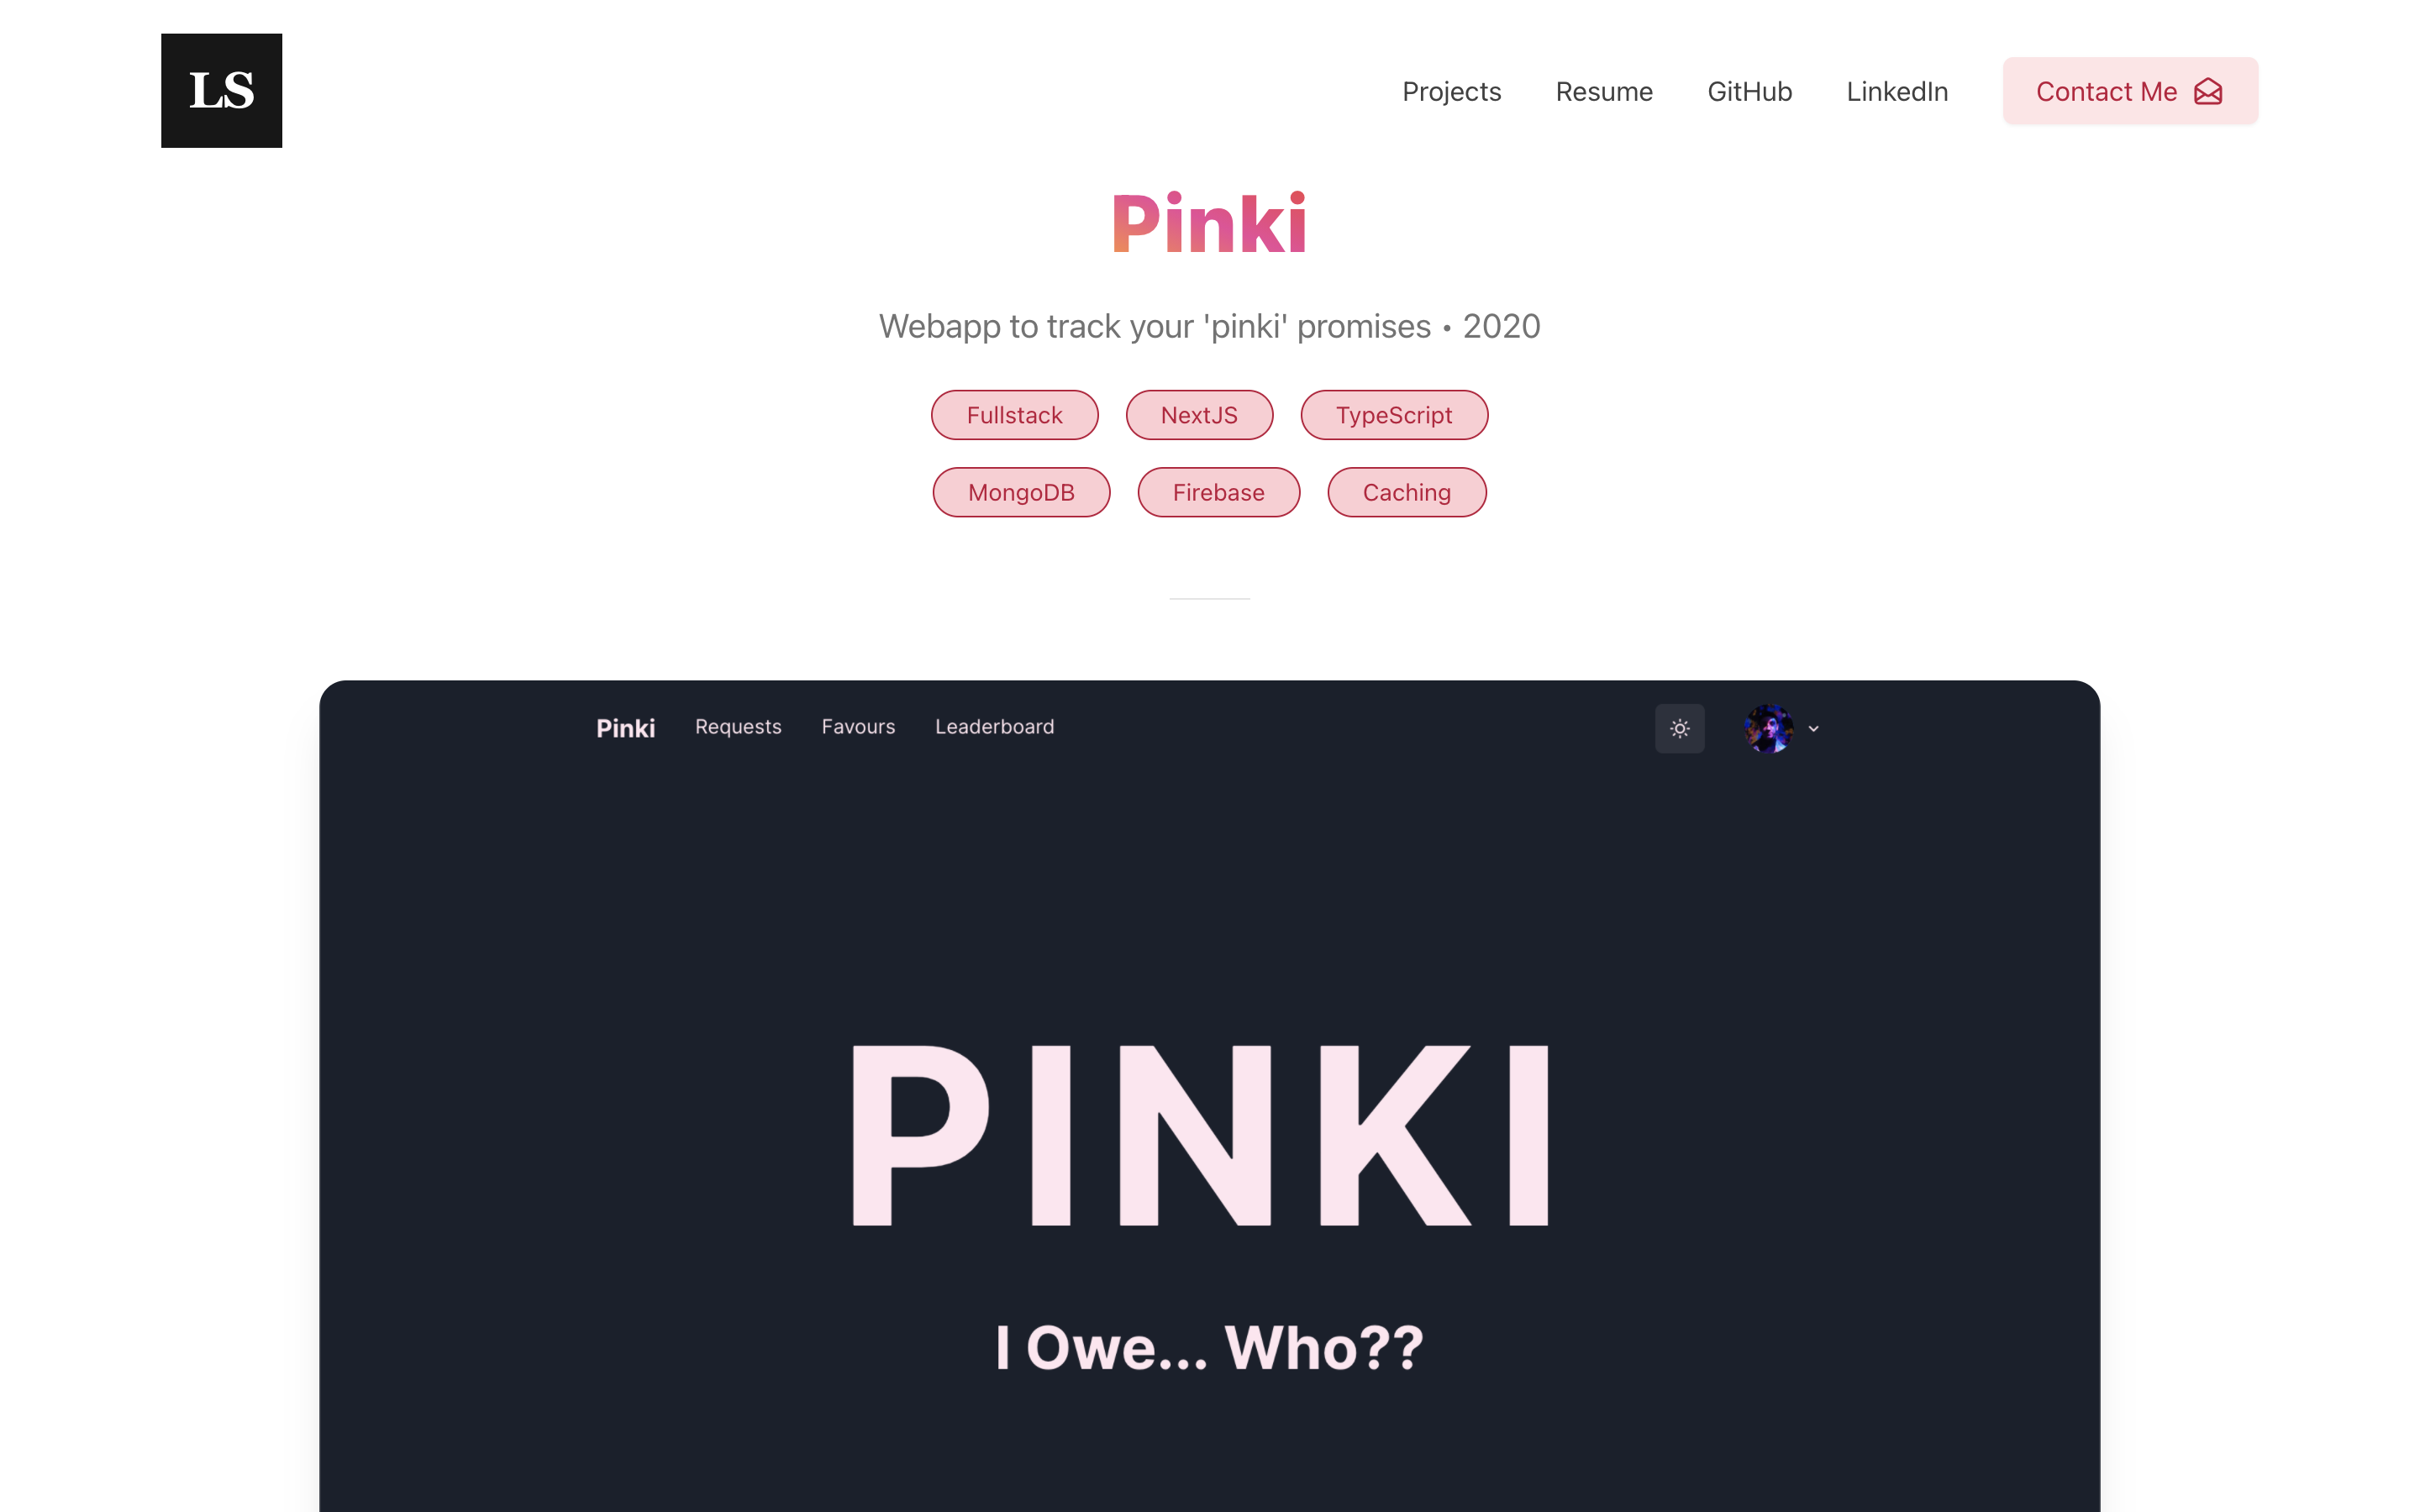 LS
Projects Resume GitHub LinkedIn Contact Me
Pinki
Webapp to track your 'pinki' promises • 2020
Fullstack NextJS TypeScript
MongoDB Firebase Caching
Pinki Requests Favours Leaderboard
PINKI
I Owe... Who??